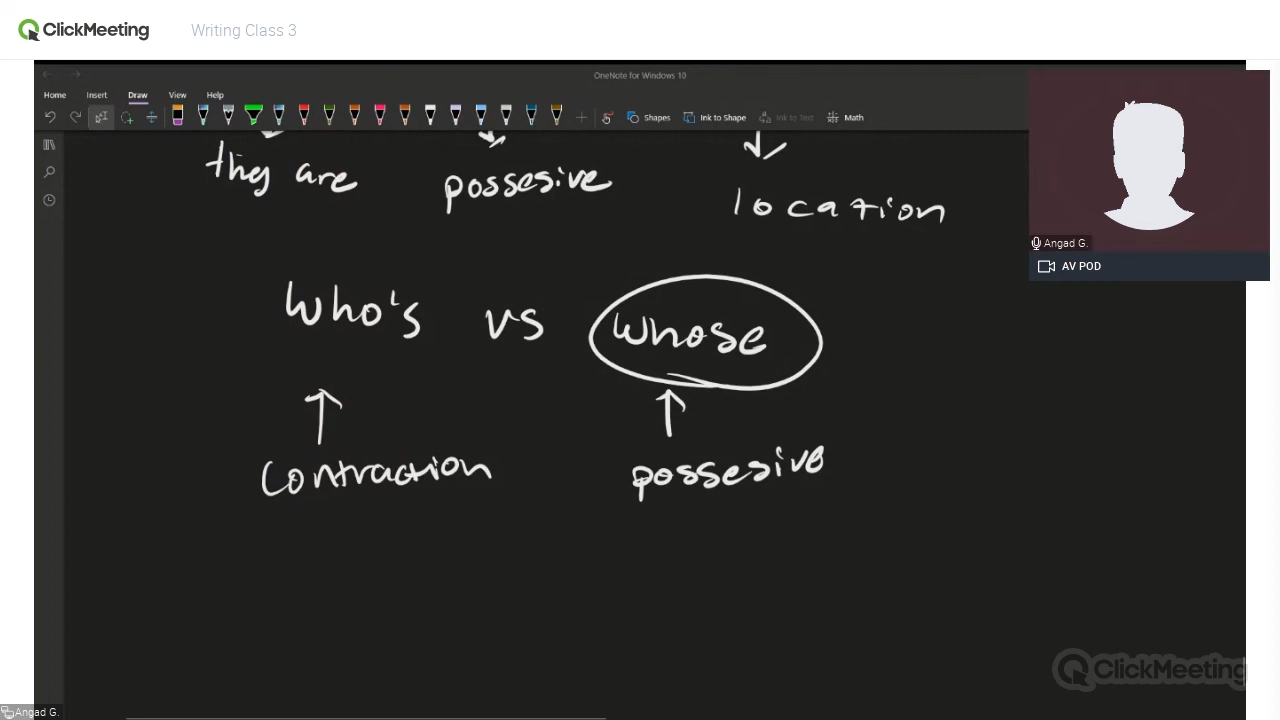 ClickMeeting Writing Class 3
OneNote for Windows 10
Home Insert Draw View Help
Shapes Ink to Shape Ink to Text Math
they are possesive location
Who's vs whose
Contraction possesive
Angad G.
AV POD
ClickMeeting
Angad G.